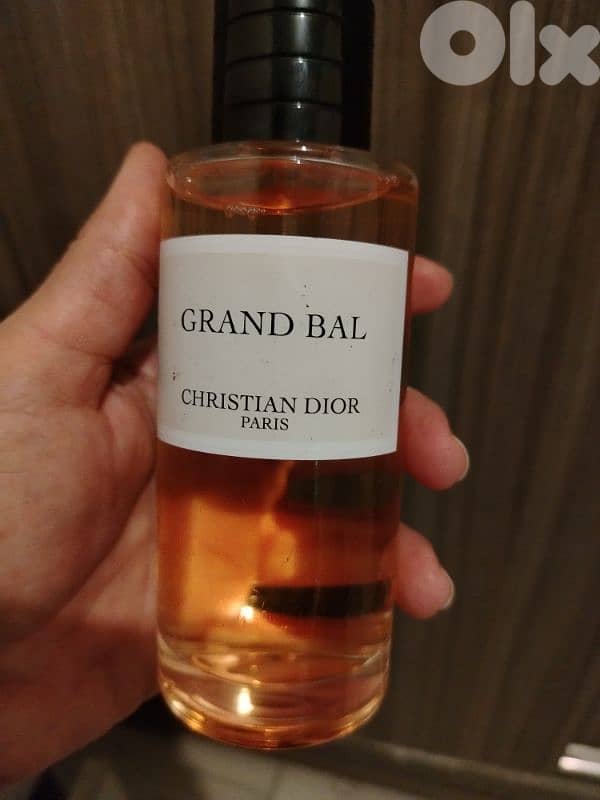 Olx
GRAND BAL
CHRISTIAN DIOR
PARIS